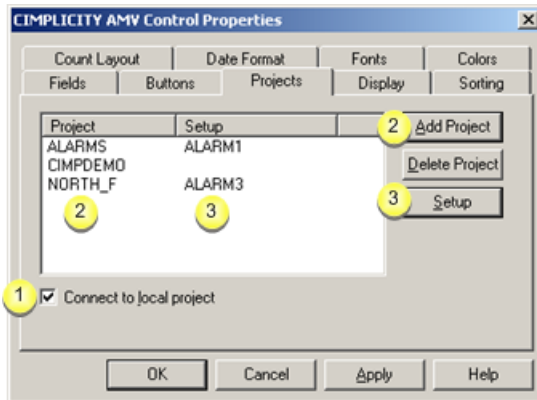 CIMPLICITY AMV Control Properties
Count Layout Date Format Fonts Colors
Fields Buttons Projects Display Sorting
Project Setup 2 Add Project
ALARMS ALARM1
CIMPDEMO Delete Project
NORTH_F ALARM3
2 3 3 Setup
1 Connect to local project
OK Cancel Apply Help